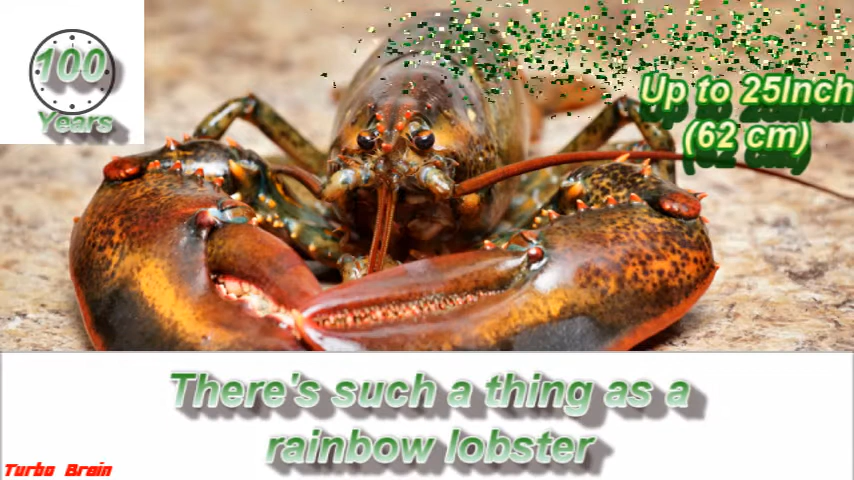 100
Years
Up to 25Inch
(62 cm)
There's such a thing as a
rainbow lobster
Turbo Brain